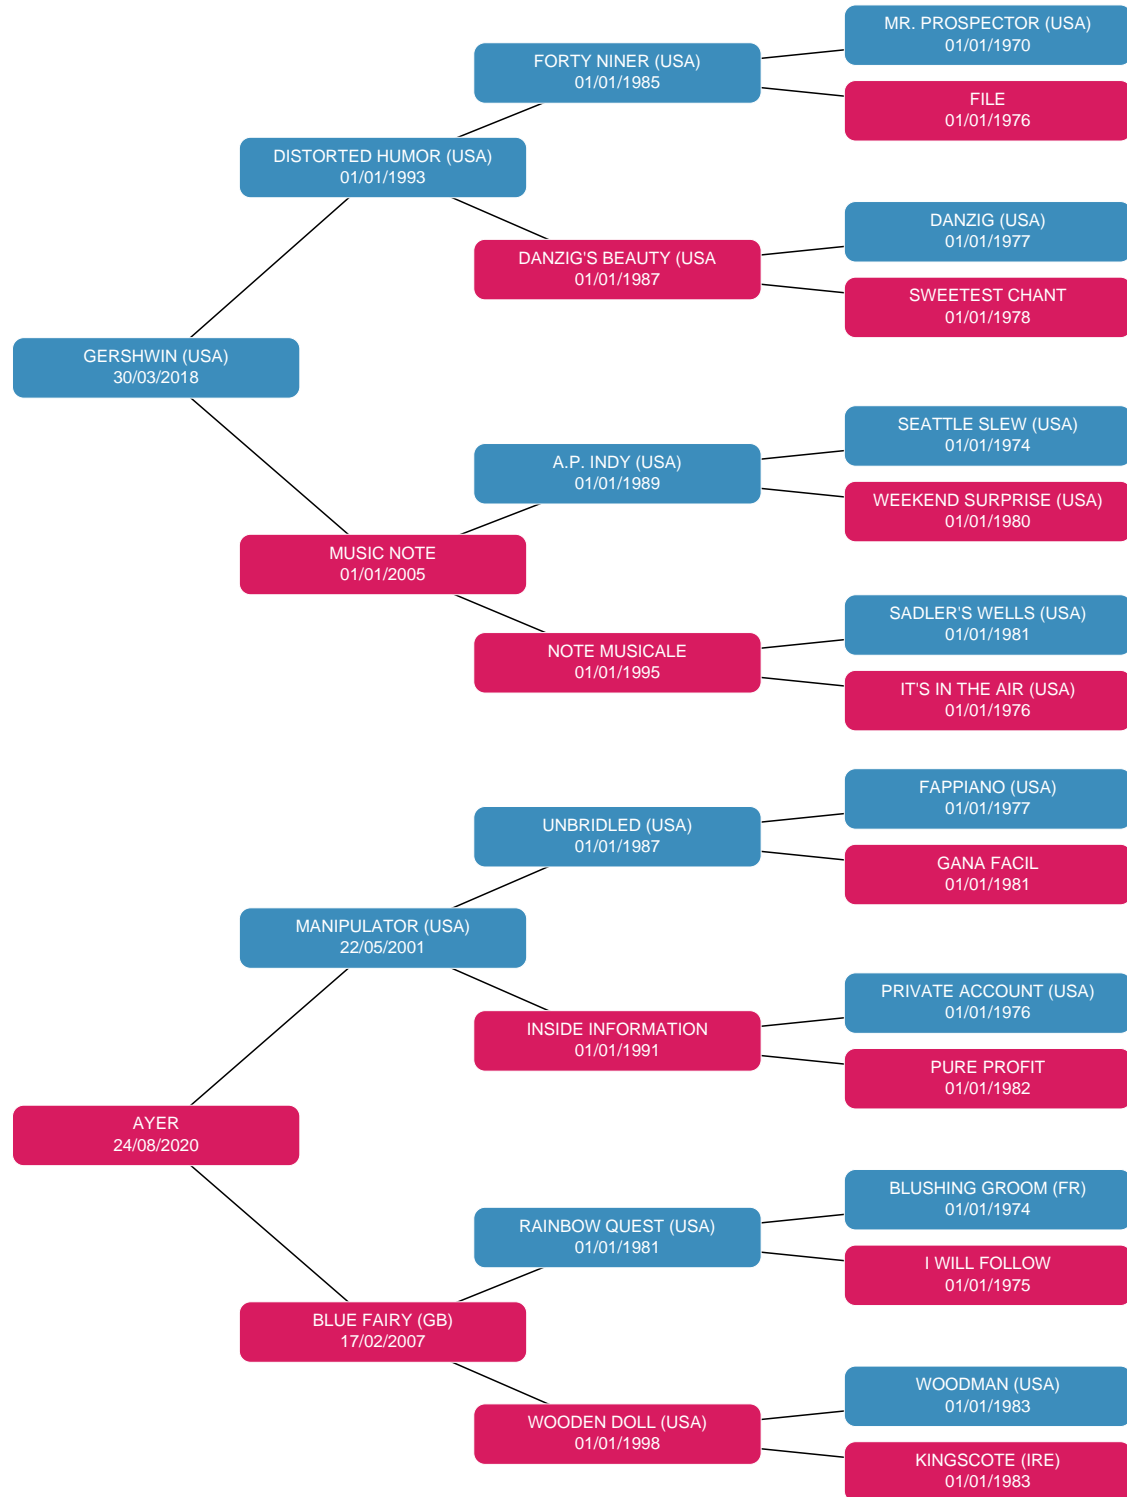 MR. PROSPECTOR (USA)
01/01/1970
FORTY NINER (USA)
01/01/1985
FILE
01/01/1976
DISTORTED HUMOR (USA)
01/01/1993
DANZIG (USA)
01/01/1977
DANZIG'S BEAUTY (USA
01/01/1987
SWEETEST CHANT
01/01/1978
GERSHWIN (USA)
30/03/2018
SEATTLE SLEW (USA)
01/01/1974
A.P. INDY (USA)
01/01/1989
WEEKEND SURPRISE (USA)
01/01/1980
MUSIC NOTE
01/01/2005
SADLER'S WELLS (USA)
01/01/1981
NOTE MUSICALE
01/01/1995
IT'S IN THE AIR (USA)
01/01/1976
FAPPIANO (USA)
01/01/1977
UNBRIDLED (USA)
01/01/1987
GANA FACIL
01/01/1981
MANIPULATOR (USA)
22/05/2001
PRIVATE ACCOUNT (USA)
01/01/1976
INSIDE INFORMATION
01/01/1991
PURE PROFIT
01/01/1982
AYER
24/08/2020
BLUSHING GROOM (FR)
01/01/1974
RAINBOW QUEST (USA)
01/01/1981
I WILL FOLLOW
01/01/1975
BLUE FAIRY (GB)
17/02/2007
WOODMAN (USA)
01/01/1983
WOODEN DOLL (USA)
01/01/1998
KINGSCOTE (IRE)
01/01/1983